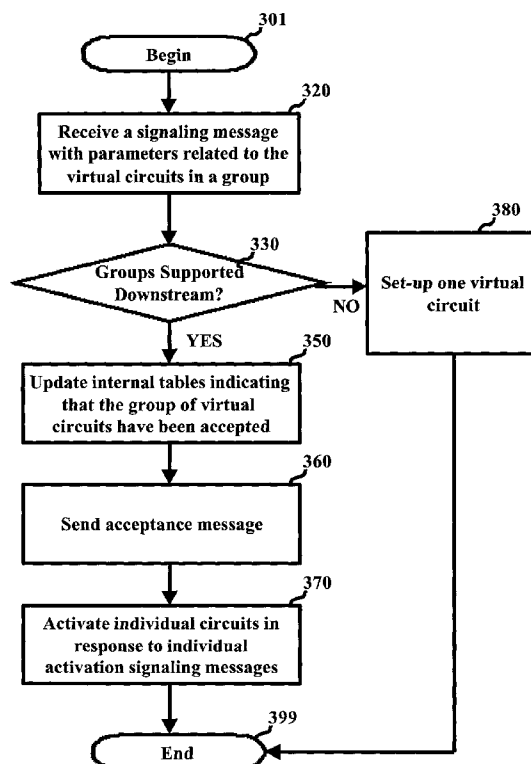 301
Begin
320
Receive a signaling message
with parameters related to the
virtual circuits in a group
330
Groups Supported
Downstream?
380
Set-up one virtual
circuit
NO
YES
350
Update internal tables indicating
that the group of virtual
circuits have been accepted
360
Send acceptance message
370
Activate individual circuits in
response to individual
activation signaling messages
399
End